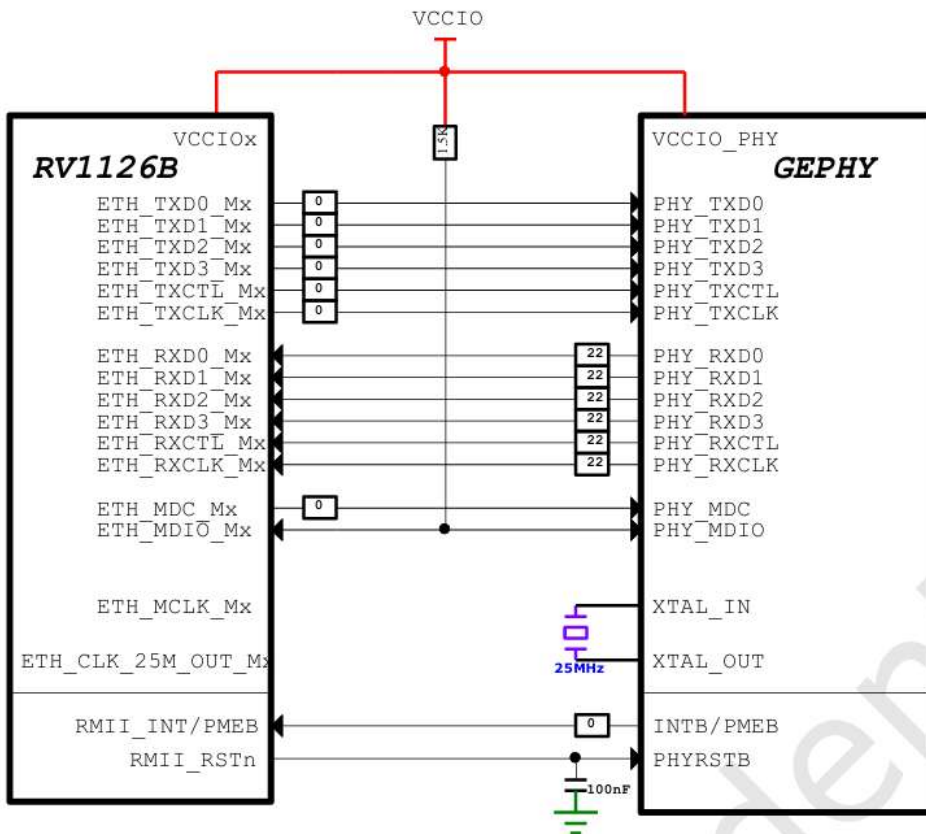 VCCIO
VCCIOx
RV1126B
ETH_TXD0_Mx
ETH_TXD1_Mx
ETH_TXD2_Mx
ETH_TXD3_Mx
ETH_TXCTL_Mx
ETH_TXCLK_Mx
ETH_RXD0_Mx
ETH_RXD1_Mx
ETH_RXD2_Mx
ETH_RXD3_Mx
ETH_RXCTL_Mx
ETH_RXCLK_Mx
ETH_MDC_Mx
ETH_MDIO_Mx
ETH_MCLK_Mx
ETH_CLK_25M_OUT_Mx
RMII_INT/PMEB
RMII_RSTn
1.5K
0
0
0
0
0
0
22
22
22
22
22
22
0
25MHz
0
100nF
VCCIO_PHY
GEPHY
PHY_TXD0
PHY_TXD1
PHY_TXD2
PHY_TXD3
PHY_TXCTL
PHY_TXCLK
PHY_RXD0
PHY_RXD1
PHY_RXD2
PHY_RXD3
PHY_RXCTL
PHY_RXCLK
PHY_MDC
PHY_MDIO
XTAL_IN
XTAL_OUT
INTB/PMEB
PHYRSTB